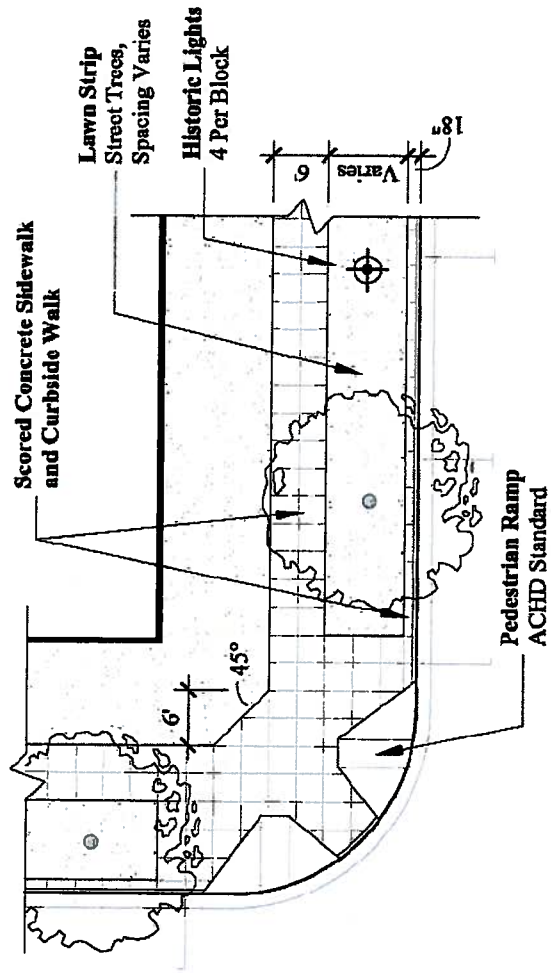 Scored Concrete Sidewalk
and Curbside Walk
Lawn Strip
Street Trees,
Spacing Varies
Historic Lights
4 Per Block
6'
45°
6'
Varies
18"
Pedestrian Ramp
ACHD Standard